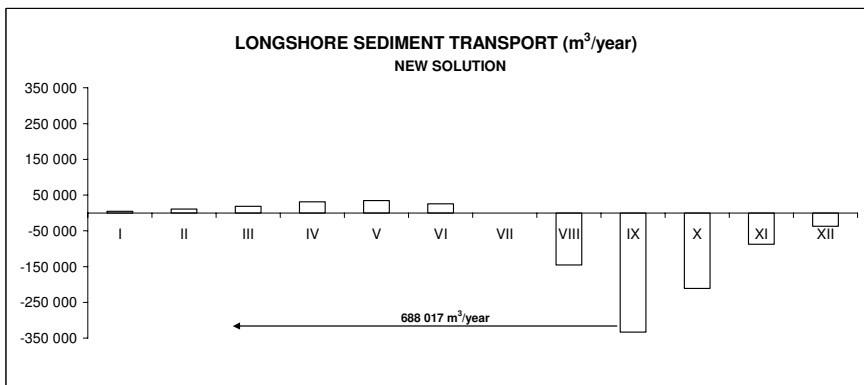 LONGSHORE SEDIMENT TRANSPORT (m³/year)
NEW SOLUTION
350 000
250 000
150 000
50 000
-50 000
-150 000
-250 000
-350 000
I II III IV V VI VII VIII IX X XI XII
688 017 m³/year